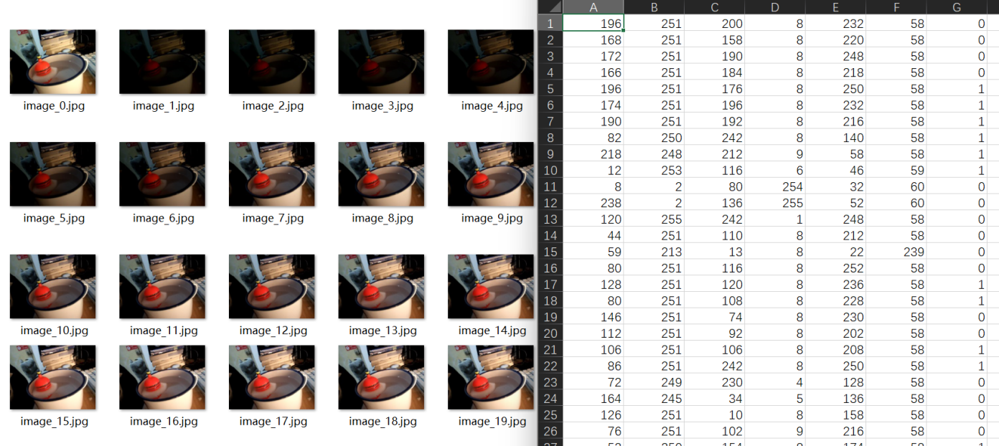 image_0.jpg image_1.jpg image_2.jpg image_3.jpg image_4.jpg
image_5.jpg image_6.jpg image_7.jpg image_8.jpg image_9.jpg
image_10.jpg image_11.jpg image_12.jpg image_13.jpg image_14.jpg
image_15.jpg image_16.jpg image_17.jpg image_18.jpg image_19.jpg
A B C D E F G
1 196 251 200 8 232 58 0
2 168 251 158 8 220 58 0
3 172 251 190 8 248 58 0
4 166 251 184 8 218 58 0
5 196 251 176 8 250 58 1
6 174 251 196 8 232 58 1
7 190 251 192 8 216 58 1
8 82 250 242 8 140 58 1
9 218 248 212 9 58 58 1
10 12 253 116 6 46 59 1
11 8 2 80 254 32 60 0
12 238 2 136 255 52 60 0
13 120 255 242 1 248 58 0
14 44 251 110 8 212 58 0
15 59 213 13 8 22 239 0
16 80 251 116 8 252 58 0
17 128 251 120 8 236 58 1
18 80 251 108 8 228 58 1
19 146 251 74 8 230 58 0
20 112 251 92 8 202 58 0
21 106 251 106 8 208 58 1
22 86 251 242 8 250 58 1
23 72 249 230 4 128 58 0
24 164 245 34 5 136 58 0
25 126 251 10 8 158 58 0
26 76 251 102 9 216 58 0